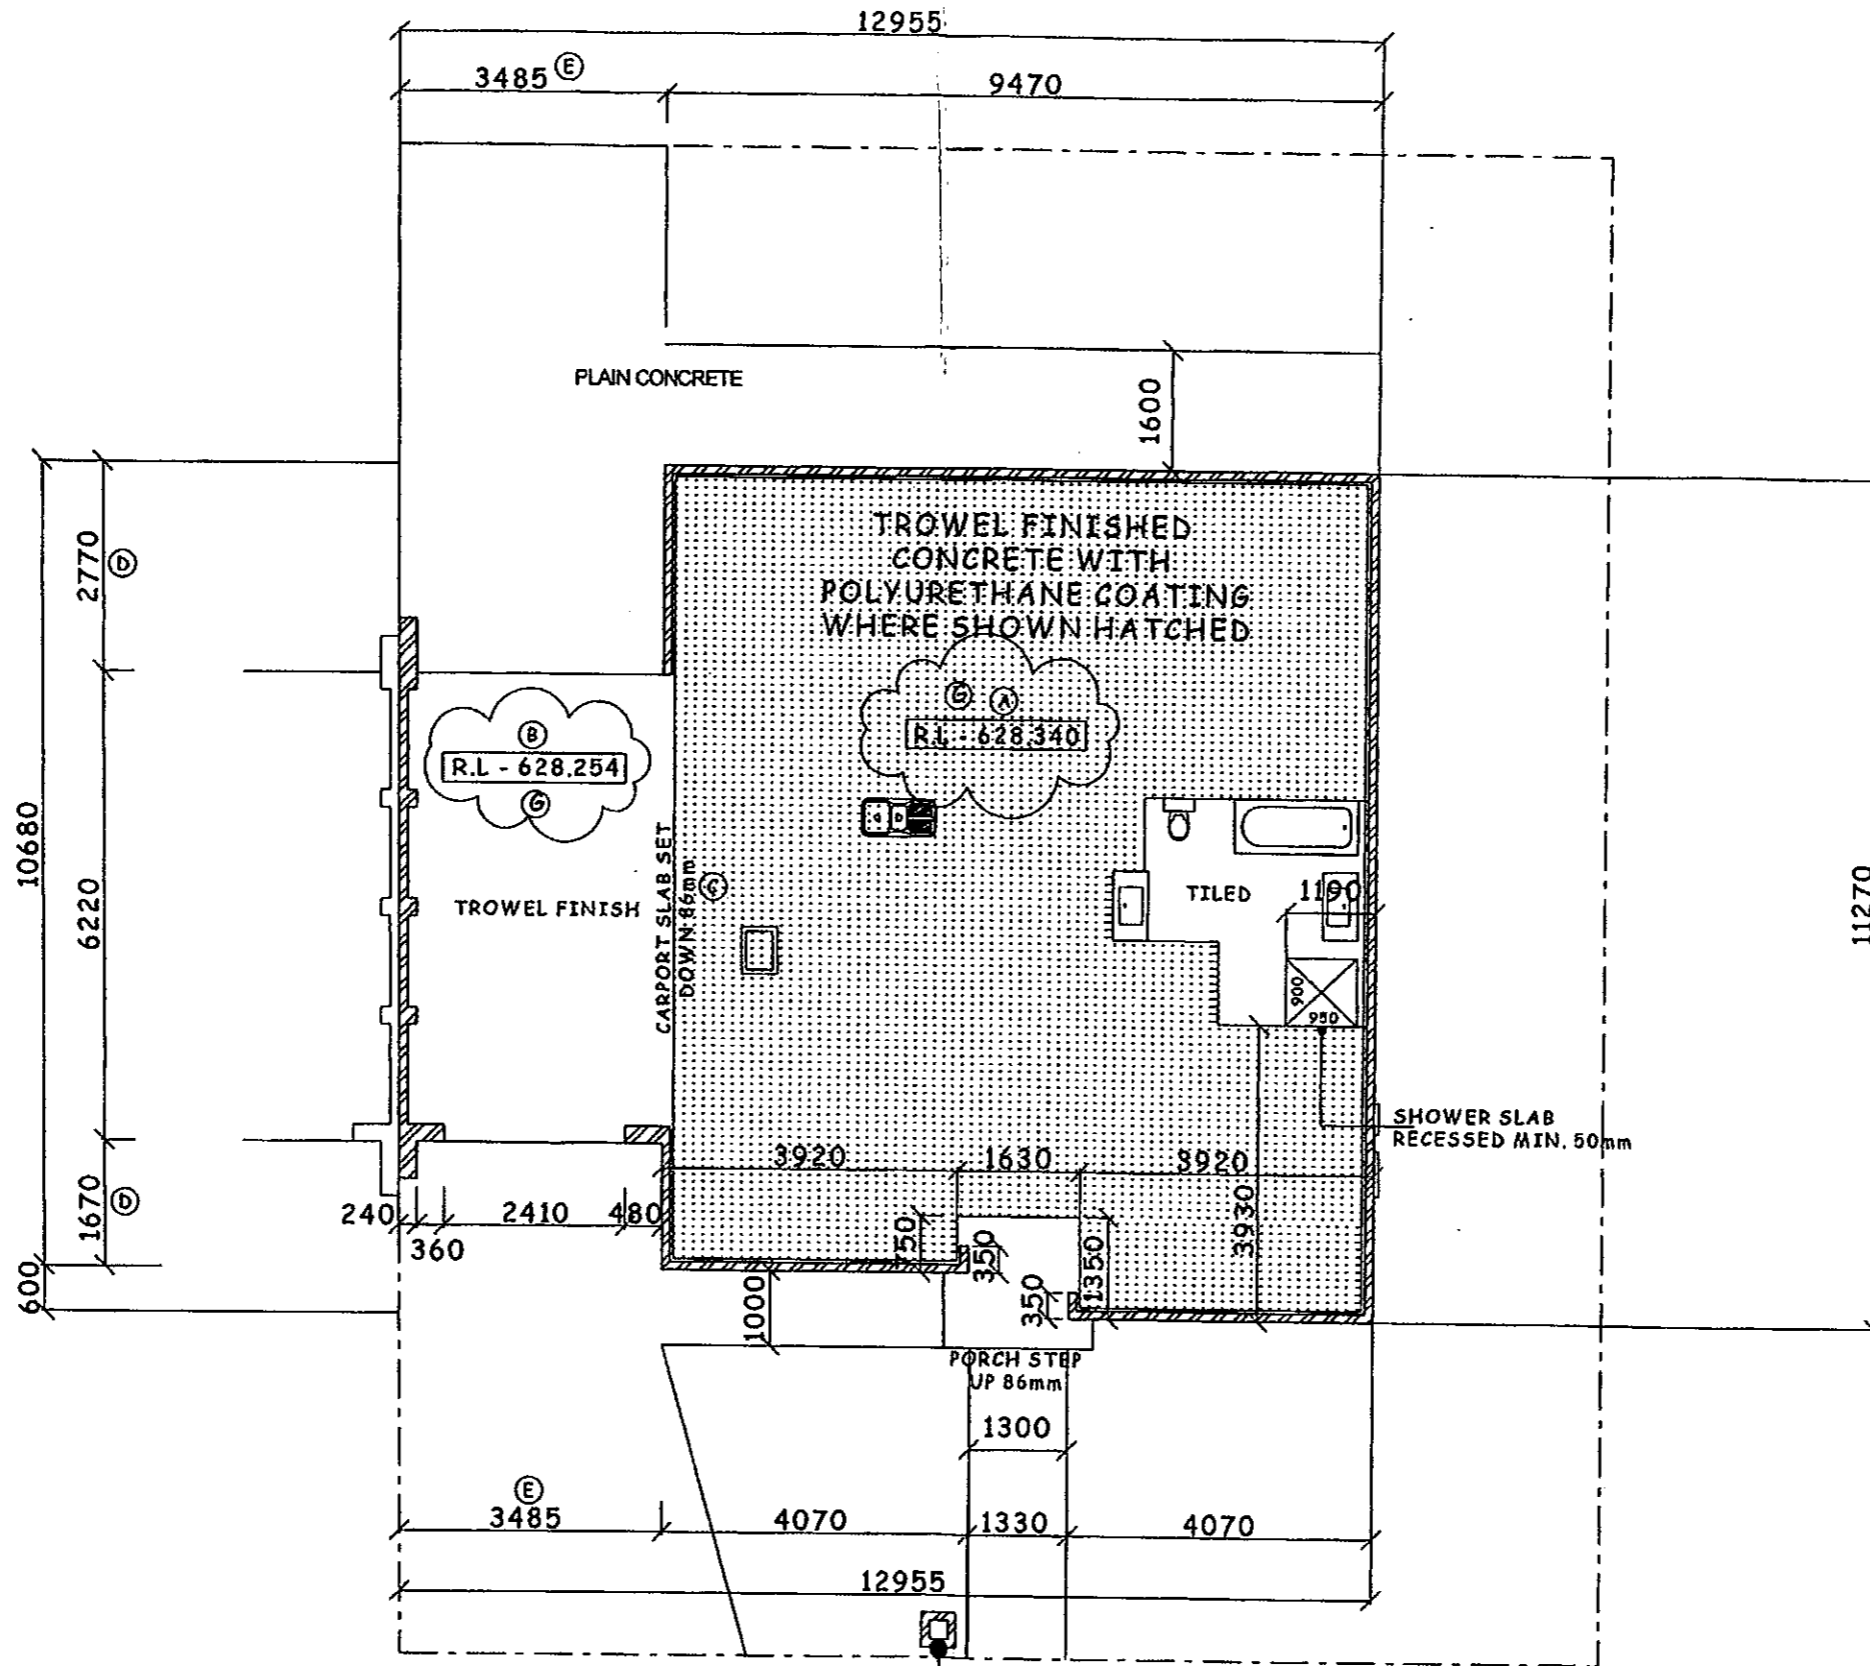 12955
3485 Ⓔ
9470
PLAIN CONCRETE
1600
2770 Ⓓ
10680
6220
1670 Ⓓ
600
11270
TROWEL FINISHED
CONCRETE WITH
POLYURETHANE COATING
WHERE SHOWN HATCHED
Ⓖ Ⓐ
R.L - 628.340
Ⓑ
R.L - 628.254
Ⓖ
TROWEL FINISH
CARPORT SLAB SET
DOWN 86mm
Ⓒ
TILED
1190
900
950
SHOWER SLAB
RECESSED MIN. 50mm
3920
1630
3920
3930
240
360
2410
480
750
350
1350
350
1000
PORCH STEP
UP 86mm
1300
Ⓔ
3485
4070
1330
4070
12955